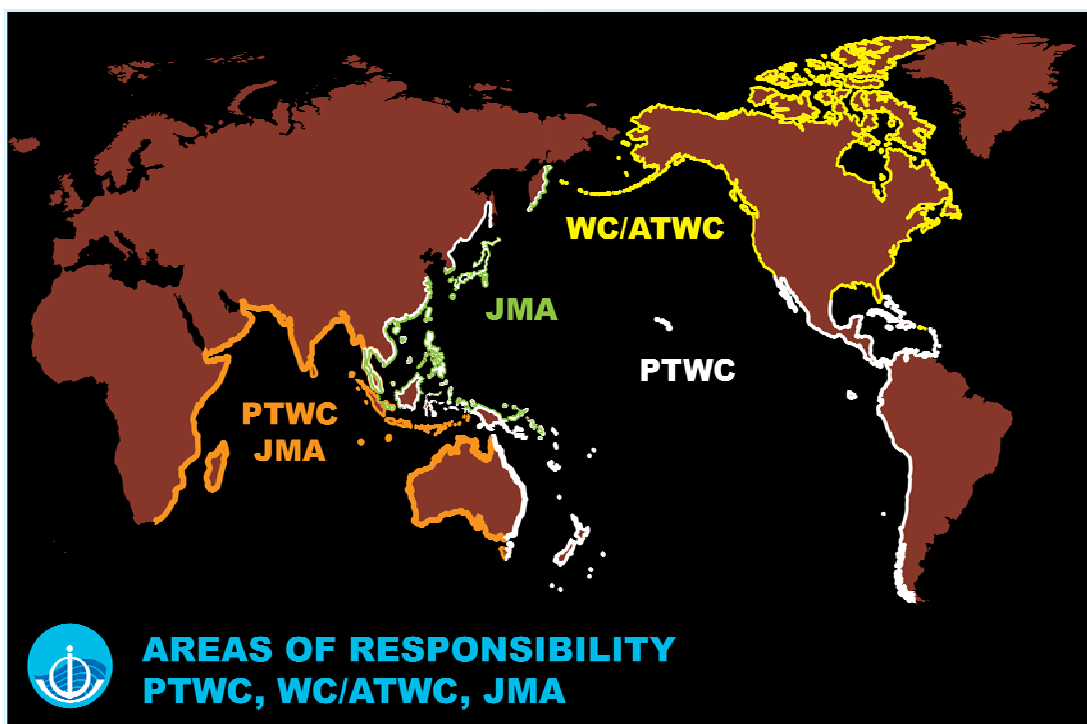 WC/ATWC
JMA
PTWC
PTWC
JMA
AREAS OF RESPONSIBILITY
PTWC, WC/ATWC, JMA